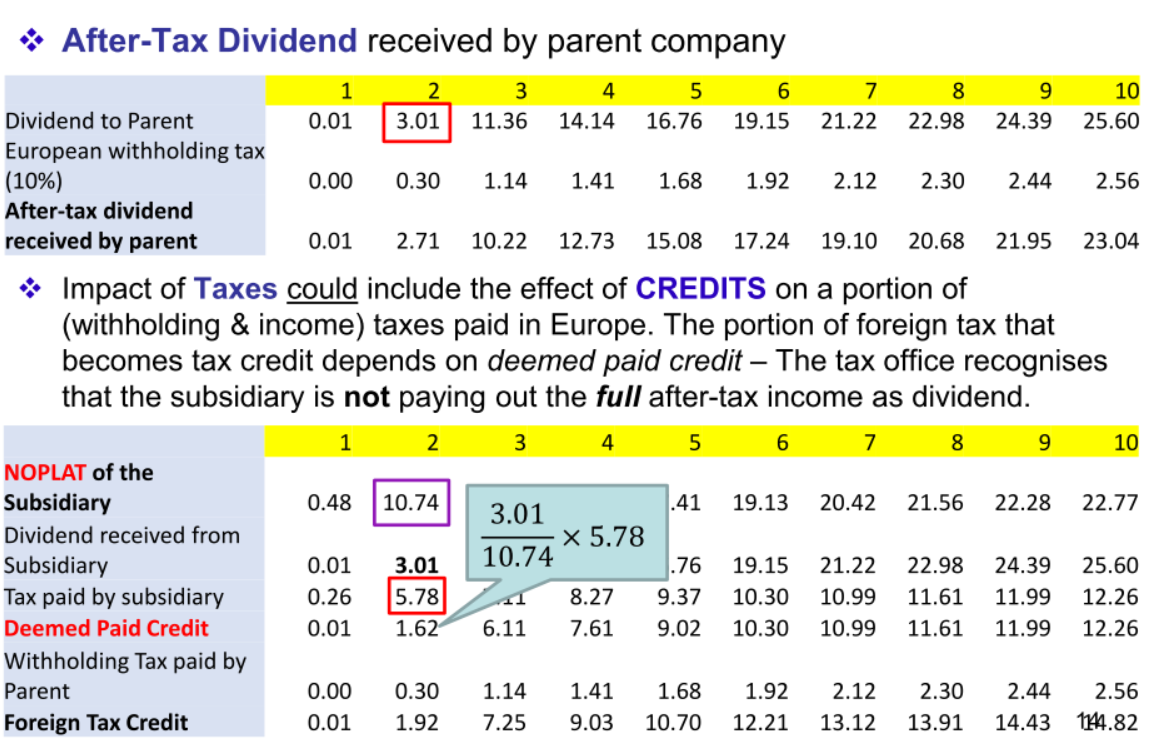 ❖ After-Tax Dividend received by parent company
1 2 3 4 5 6 7 8 9 10
Dividend to Parent 0.01 3.01 11.36 14.14 16.76 19.15 21.22 22.98 24.39 25.60
European withholding tax
(10%) 0.00 0.30 1.14 1.41 1.68 1.92 2.12 2.30 2.44 2.56
After-tax dividend
received by parent 0.01 2.71 10.22 12.73 15.08 17.24 19.10 20.68 21.95 23.04
❖ Impact of Taxes could include the effect of CREDITS on a portion of
(withholding & income) taxes paid in Europe. The portion of foreign tax that
becomes tax credit depends on deemed paid credit – The tax office recognises
that the subsidiary is not paying out the full after-tax income as dividend.
1 2 3 4 5 6 7 8 9 10
NOPLAT of the
Subsidiary 0.48 10.74 .41 19.13 20.42 21.56 22.28 22.77
3.01
10.74 × 5.78
Dividend received from
Subsidiary 0.01 3.01 .76 19.15 21.22 22.98 24.39 25.60
Tax paid by subsidiary 0.26 5.78 8.27 9.37 10.30 10.99 11.61 11.99 12.26
Deemed Paid Credit 0.01 1.62 6.11 7.61 9.02 10.30 10.99 11.61 11.99 12.26
Withholding Tax paid by
Parent 0.00 0.30 1.14 1.41 1.68 1.92 2.12 2.30 2.44 2.56
Foreign Tax Credit 0.01 1.92 7.25 9.03 10.70 12.21 13.12 13.91 14.43 14.82
14